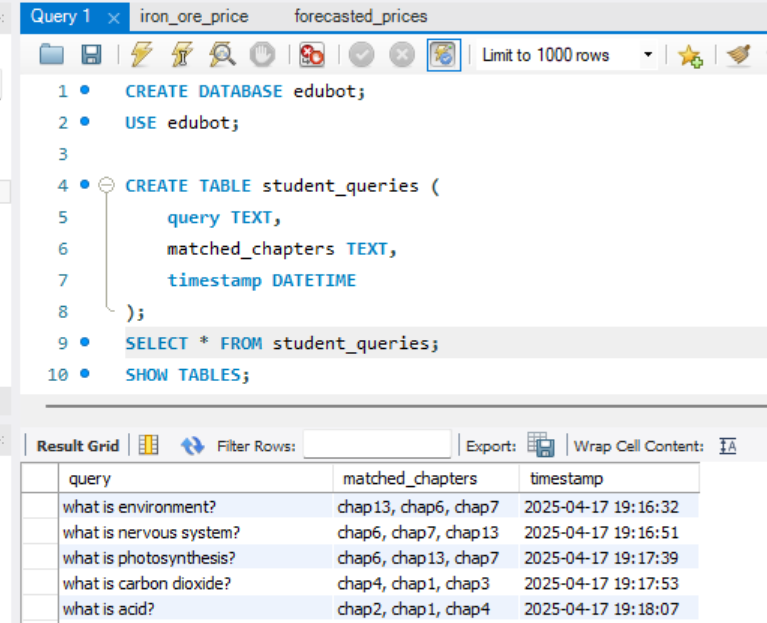 Query 1 iron_ore_price forecasted_prices
Limit to 1000 rows
1 CREATE DATABASE edubot;
2 USE edubot;
3
4 CREATE TABLE student_queries (
5 query TEXT,
6 matched_chapters TEXT,
7 timestamp DATETIME
8 );
9 SELECT * FROM student_queries;
10 SHOW TABLES;
Result Grid Filter Rows: Export: Wrap Cell Content:
query matched_chapters timestamp
what is environment? chap13, chap6, chap7 2025-04-17 19:16:32
what is nervous system? chap6, chap7, chap13 2025-04-17 19:16:51
what is photosynthesis? chap6, chap13, chap7 2025-04-17 19:17:39
what is carbon dioxide? chap4, chap1, chap3 2025-04-17 19:17:53
what is acid? chap2, chap1, chap4 2025-04-17 19:18:07